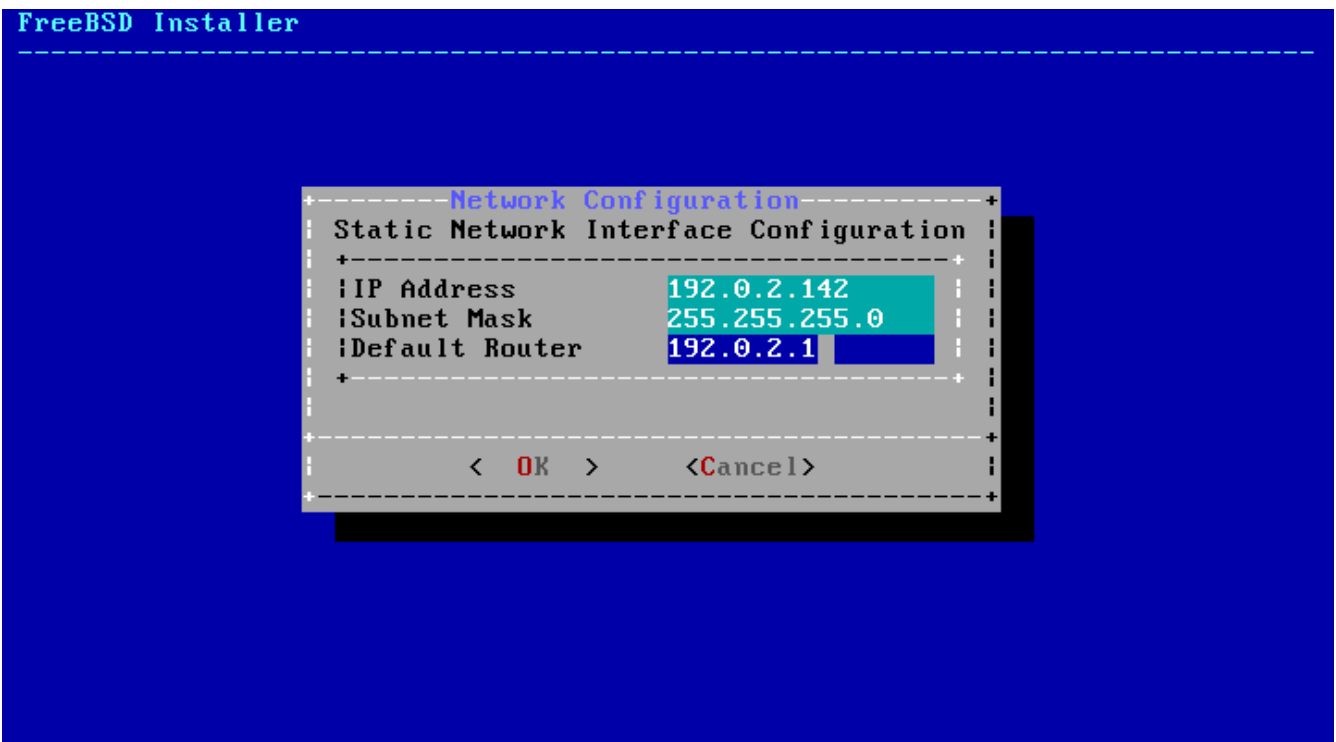 FreeBSD Installer
Network Configuration
Static Network Interface Configuration
IP Address 192.0.2.142
Subnet Mask 255.255.255.0
Default Router 192.0.2.1
< OK > <Cancel>